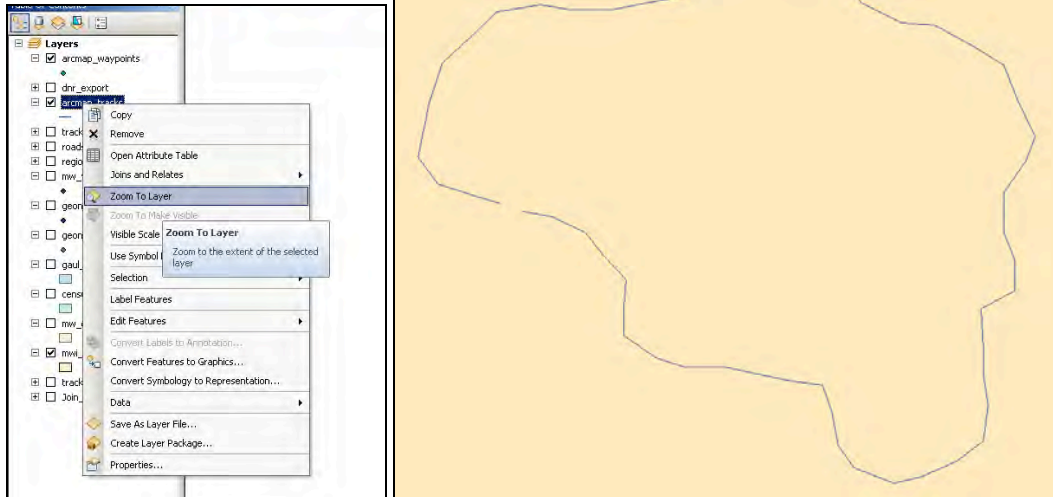 Layers
arcmap_waypoints
dnr_export
arcmap_tracks
track
road
regio
mw_
geon
geon
gaul_
censu
mw_
mwi_
track
Join_
Copy
Remove
Open Attribute Table
Joins and Relates
Zoom To Layer
Zoom To Make Visible
Visible Scale
Use Symbol
Zoom To Layer
Zoom to the extent of the selected
layer
Selection
Label Features
Edit Features
Convert Labels to Annotation...
Convert Features to Graphics...
Convert Symbology to Representation...
Data
Save As Layer File...
Create Layer Package...
Properties...